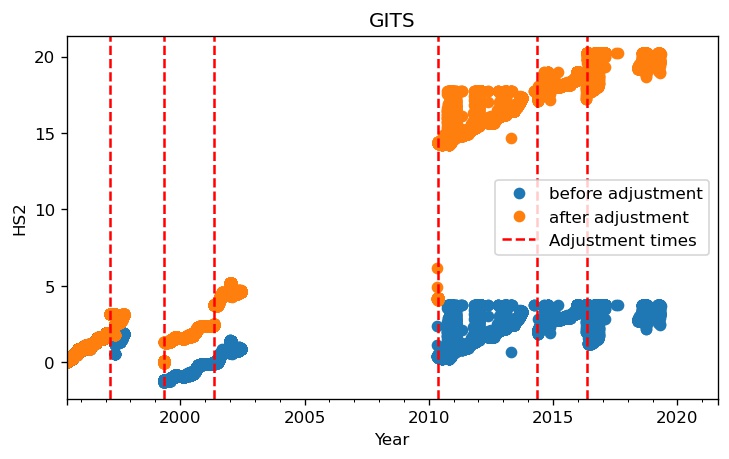 GITS
20
15
10
5
0
HS2
before adjustment
after adjustment
Adjustment times
2000
2005
2010
2015
2020
Year